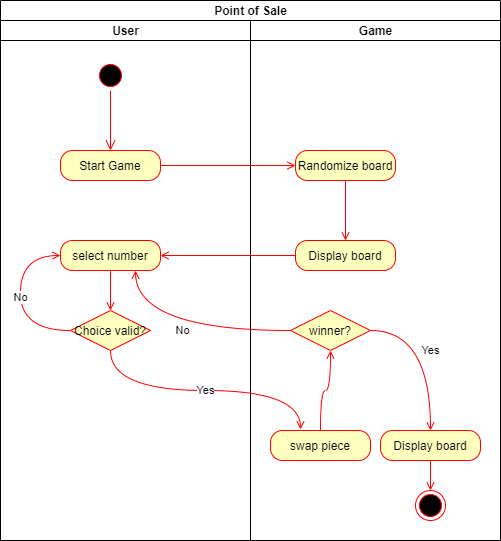 Point of Sale
User
Game
Start Game
Randomize board
select number
Display board
No
Choice valid?
No
winner?
Yes
Yes
swap piece
Display board